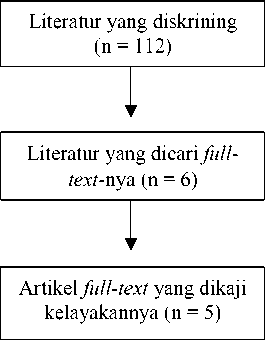 Literatur yang diskrining
(n = 112)
Literatur yang dicari full-
text-nya (n = 6)
Artikel full-text yang dikaji
kelayakannya (n = 5)